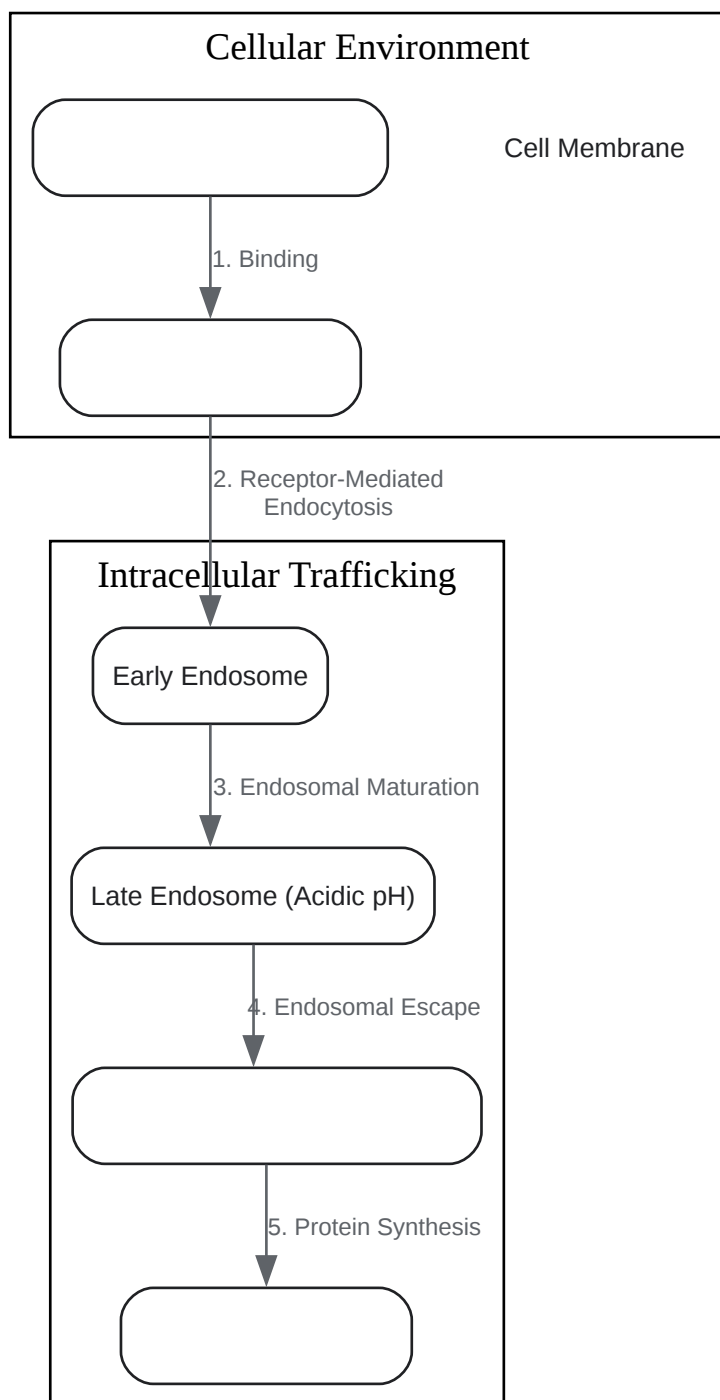 Cellular Environment
Cell Membrane
1. Binding
2. Receptor-Mediated
Endocytosis
Intracellular Trafficking
Early Endosome
3. Endosomal Maturation
Late Endosome (Acidic pH)
4. Endosomal Escape
5. Protein Synthesis